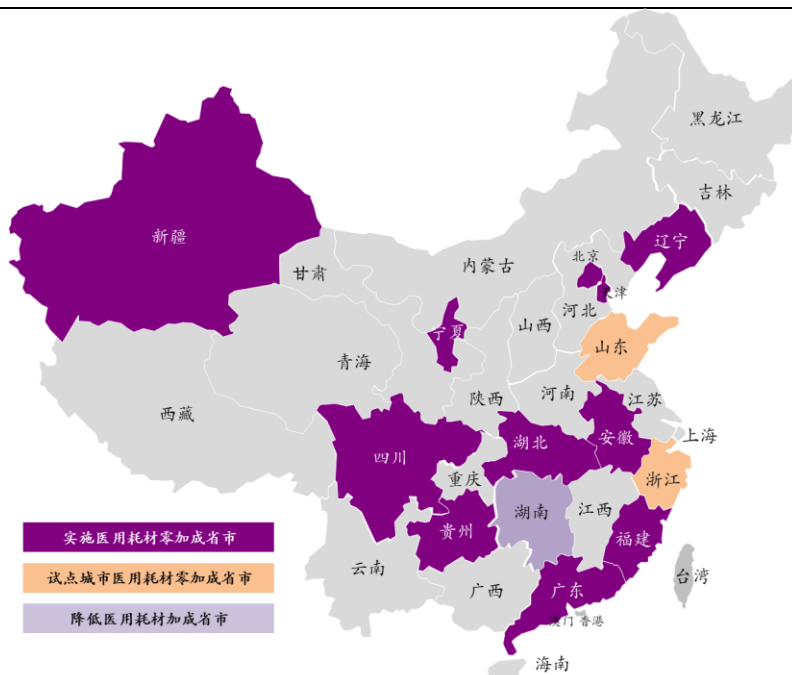 黑龙江
吉林
辽宁
新疆
内蒙古
北京
天津
甘肃
宁夏
山西
河北
山东
青海
陕西
河南
江苏
西藏
四川
湖北
安徽
上海
重庆
浙江
贵州
湖南
江西
福建
云南
广西
广东
台湾
澳门 香港
海南
实施医用耗材零加成省市
试点城市医用耗材零加成省市
降低医用耗材加成省市